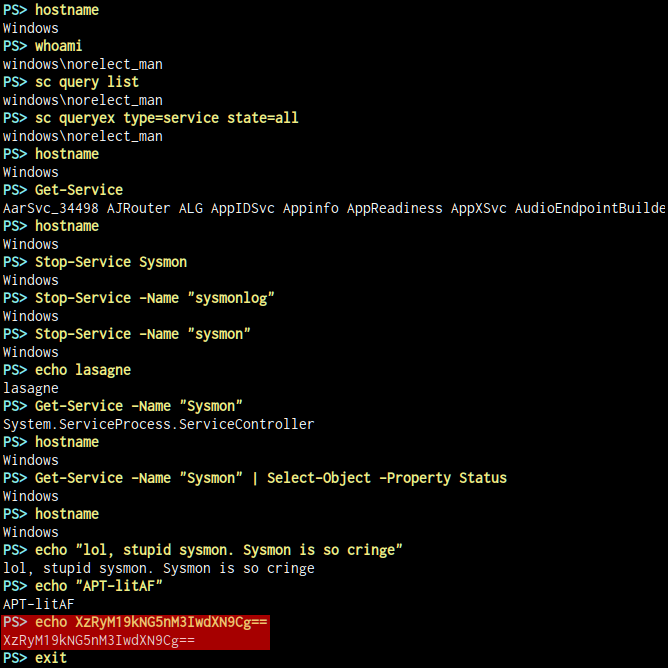 PS> hostname
Windows
PS> whoami
windows\norelect_man
PS> sc query list
windows\norelect_man
PS> sc queryex type=service state=all
windows\norelect_man
PS> hostname
Windows
PS> Get-Service
AarSvc_34498 AJRouter ALG AppIDSvc Appinfo AppReadiness AppXSvc AudioEndpointBuilde
PS> hostname
Windows
PS> Stop-Service Sysmon
Windows
PS> Stop-Service -Name "sysmonlog"
Windows
PS> Stop-Service -Name "sysmon"
Windows
PS> echo lasagne
lasagne
PS> Get-Service -Name "Sysmon"
System.ServiceProcess.ServiceController
PS> hostname
Windows
PS> Get-Service -Name "Sysmon" | Select-Object -Property Status
Windows
PS> hostname
Windows
PS> echo "lol, stupid sysmon. Sysmon is so cringe"
lol, stupid sysmon. Sysmon is so cringe
PS> echo "APT-litAF"
APT-litAF
PS> echo XzRyM19kNG5nM3IwdXN9Cg==
XzRyM19kNG5nM3IwdXN9Cg==
PS> exit